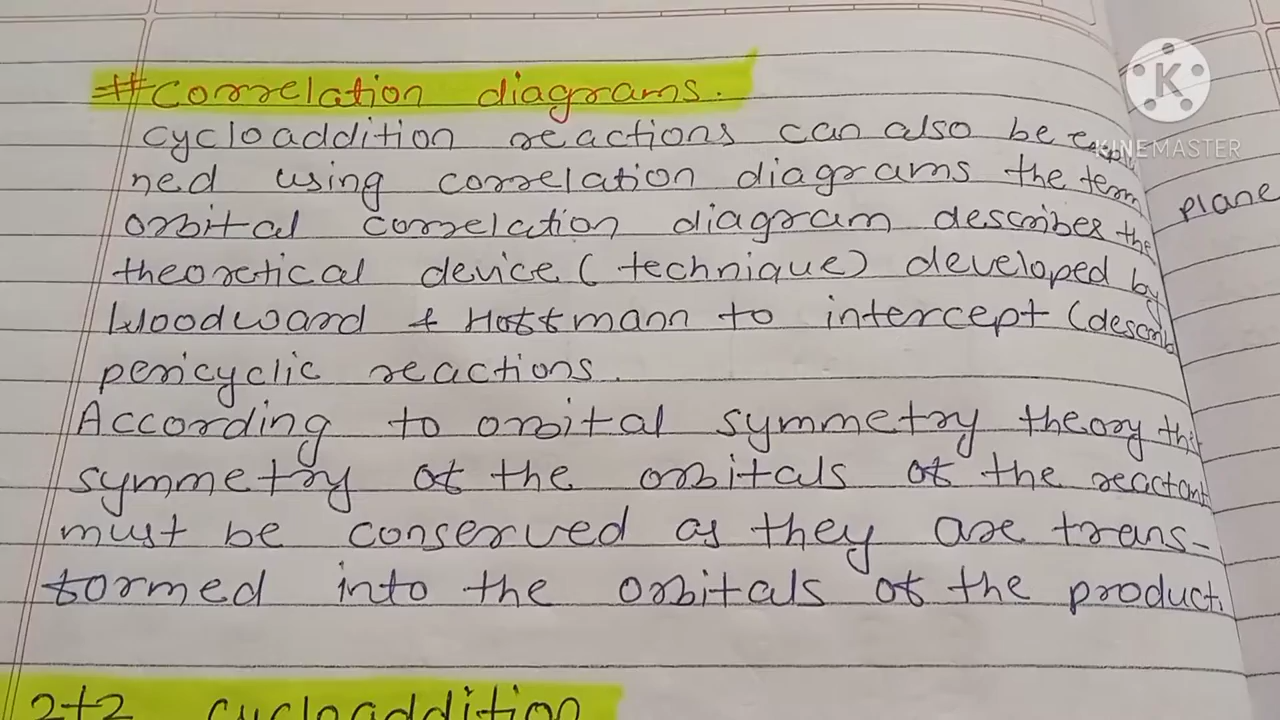 #Correlation diagrams.
cycloaddition reactions can also be expl
ned using correlation diagrams the term
orbital correlation diagram describes the
theoretical device (technique) developed by
Woodward & Hoffmann to intercept (describ
pericyclic reactions.
According to orbital symmetry theory the
symmetry of the orbitals of the reactant
must be conserved as they are trans-
formed into the orbitals of the product.
2+2 cycloaddition
plane
K
KINEMASTER